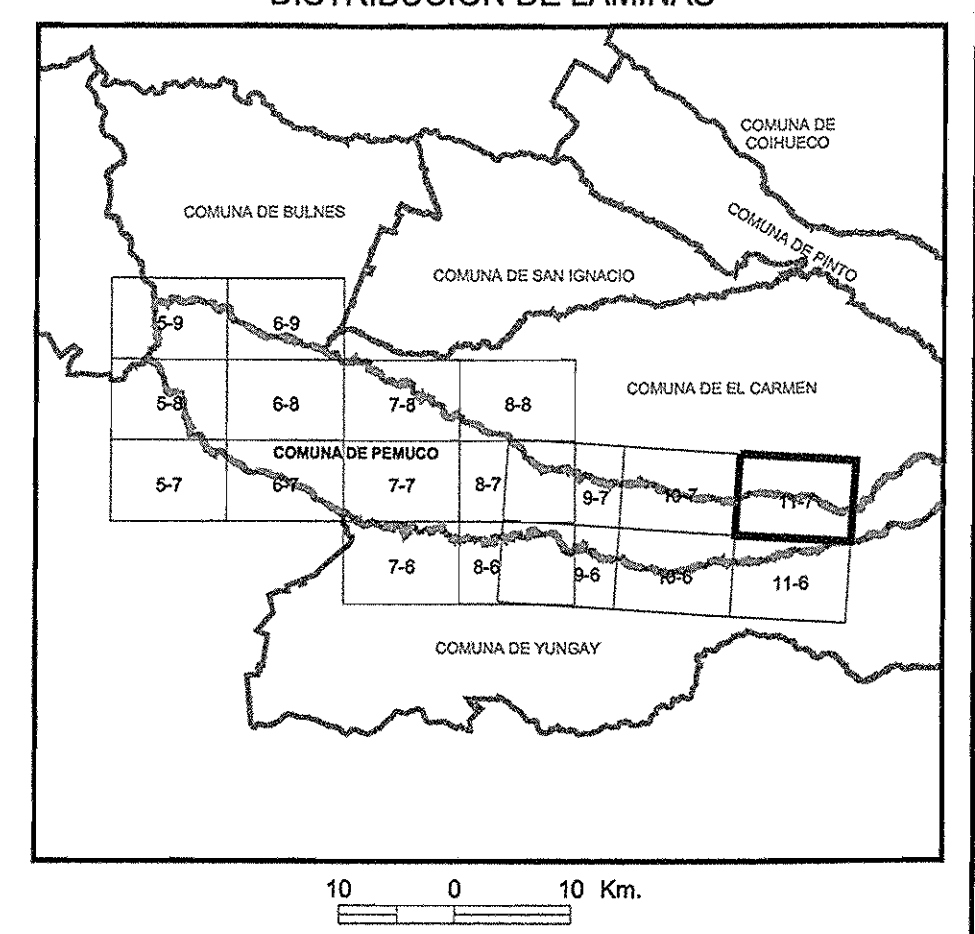 DISTRIBUCION DE LAMINAS
COMUNA DE
COIHUECO
COMUNA DE BULNES
COMUNA DE PINTO
COMUNA DE SAN IGNACIO
5-9
6-9
COMUNA DE EL CARMEN
5-8
6-8
7-8
8-8
COMUNA DE PEMUCO
5-7
6-7
7-7
8-7
9-7
10-7
11-7
7-6
8-6
9-6
10-6
11-6
COMUNA DE YUNGAY
10 0 10 Km.